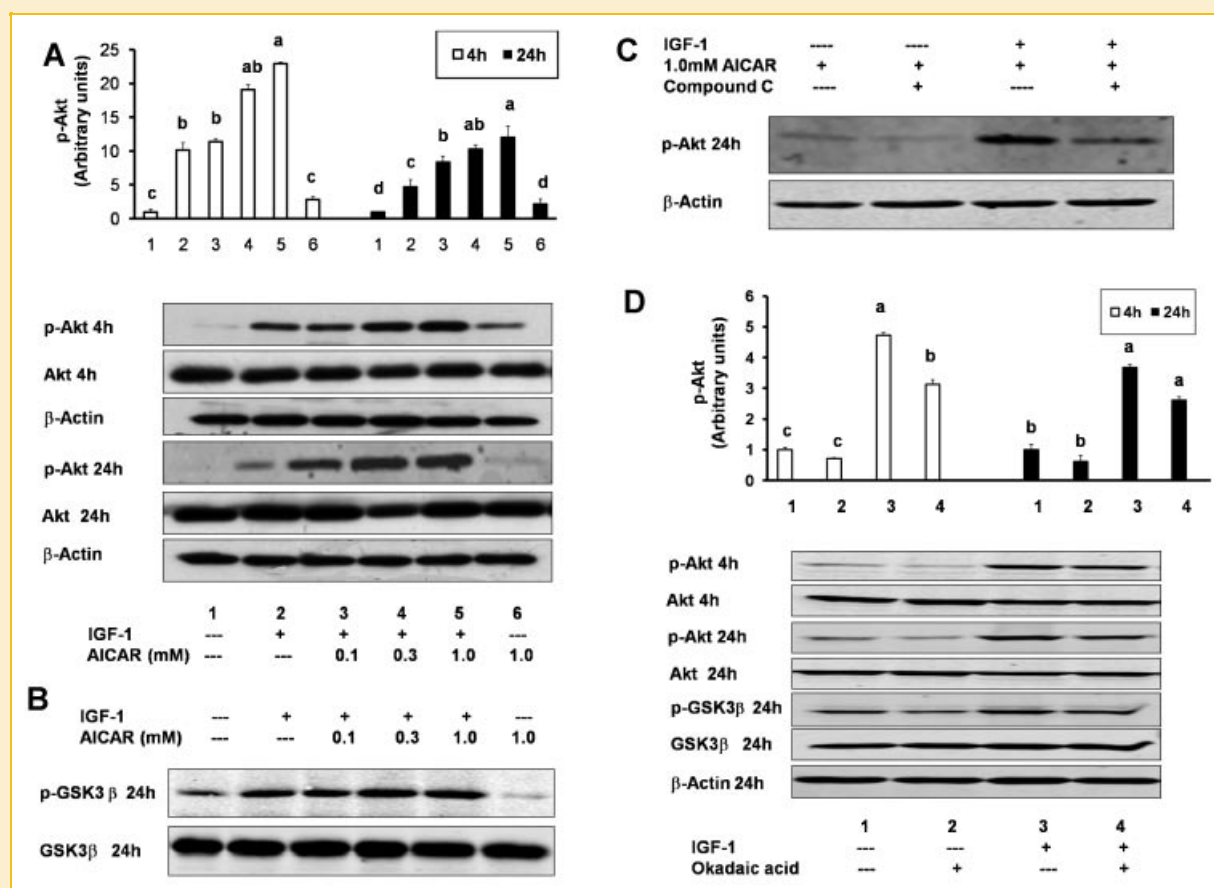 A
p-Akt
(Arbitrary units)
25
20
15
10
5
0
4h 24h
c b b ab a c d c b ab a d
1 2 3 4 5 6 1 2 3 4 5 6
p-Akt 4h
Akt 4h
β-Actin
p-Akt 24h
Akt 24h
β-Actin
1 2 3 4 5 6
IGF-1 --- + + + + ---
AICAR (mM) --- --- 0.1 0.3 1.0 1.0
B
IGF-1 --- + + + + ---
AICAR (mM) --- --- 0.1 0.3 1.0 1.0
p-GSK3 β 24h
GSK3β 24h
C
IGF-1 ---- ---- + +
1.0mM AICAR + + + +
Compound C ---- + ---- +
p-Akt 24h
β-Actin
D
p-Akt
(Arbitrary units)
6
5
4
3
2
1
0
4h 24h
c c a b b b a a
1 2 3 4 1 2 3 4
p-Akt 4h
Akt 4h
p-Akt 24h
Akt 24h
p-GSK3β 24h
GSK3β 24h
β-Actin 24h
1 2 3 4
IGF-1 --- --- + +
Okadaic acid --- + --- +